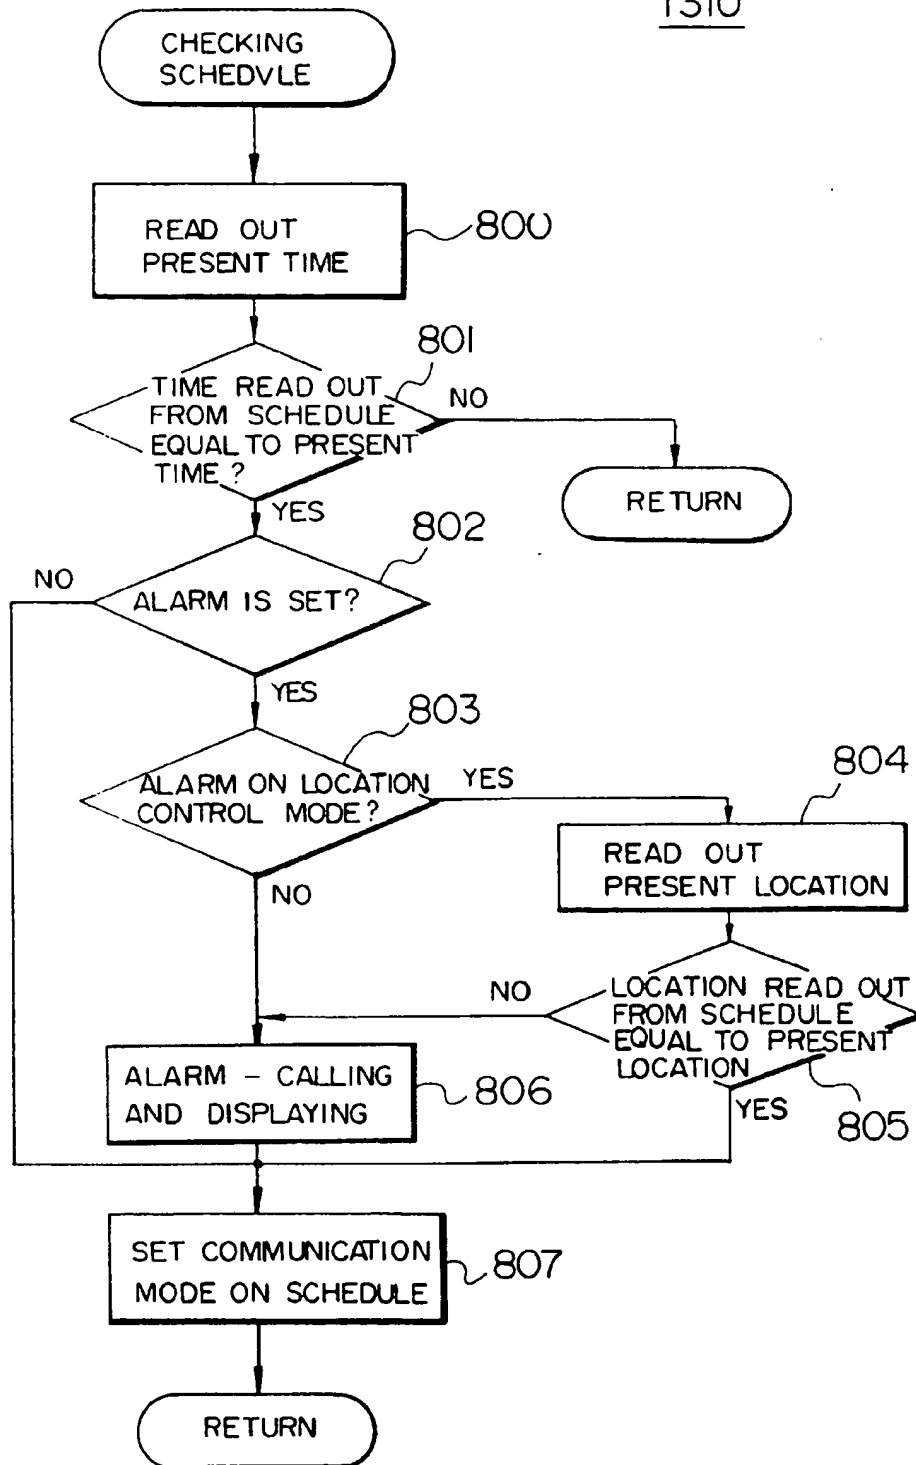 1310
CHECKING
SCHEDVLE
READ OUT
PRESENT TIME
800
801
TIME READ OUT
FROM SCHEDULE
EQUAL TO PRESENT
TIME?
NO
RETURN
YES
802
NO
ALARM IS SET?
YES
803
ALARM ON LOCATION
CONTROL MODE?
YES
804
READ OUT
PRESENT LOCATION
NO
NO
LOCATION READ OUT
FROM SCHEDULE
EQUAL TO PRESENT
LOCATION
805
YES
ALARM - CALLING
AND DISPLAYING
806
SET COMMUNICATION
MODE ON SCHEDULE
807
RETURN